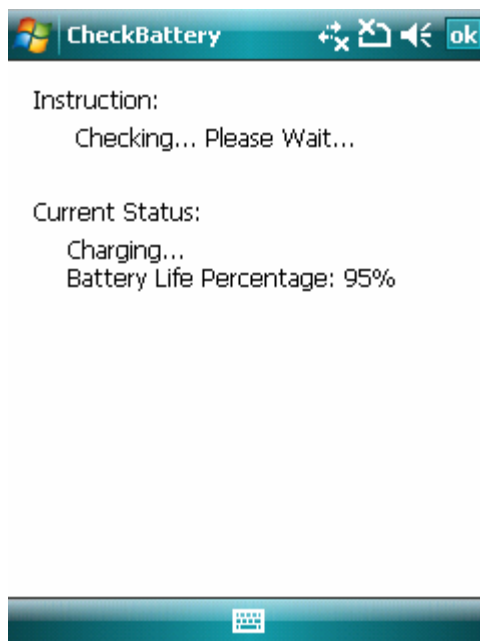 CheckBattery
ok
Instruction:
Checking... Please Wait...
Current Status:
Charging...
Battery Life Percentage: 95%